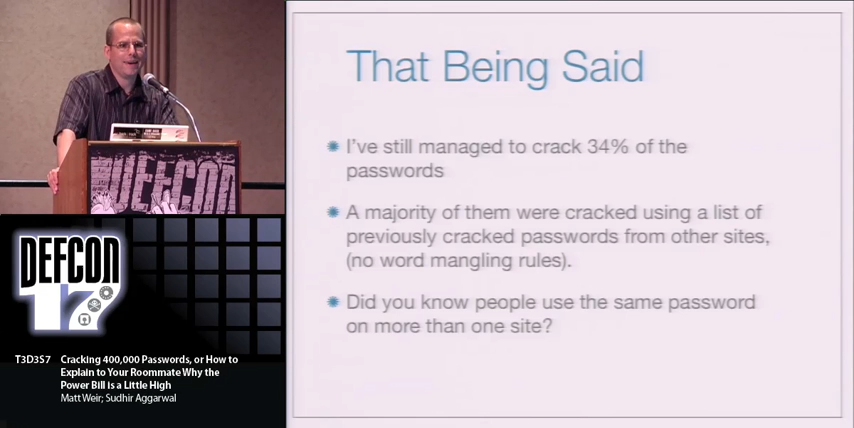 DEFCON
DEFCON
17
T3D3S7 Cracking 400,000 Passwords, or How to
Explain to Your Roommate Why the
Power Bill is a Little High
Matt Weir; Sudhir Aggarwal
That Being Said
I've still managed to crack 34% of the
passwords
A majority of them were cracked using a list of
previously cracked passwords from other sites,
(no word mangling rules).
Did you know people use the same password
on more than one site?